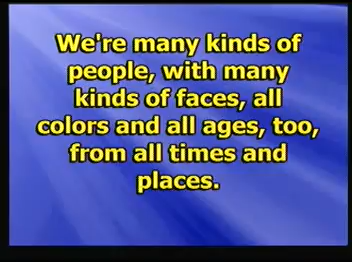 We're many kinds of
people, with many
kinds of faces, all
colors and all ages, too,
from all times and
places.